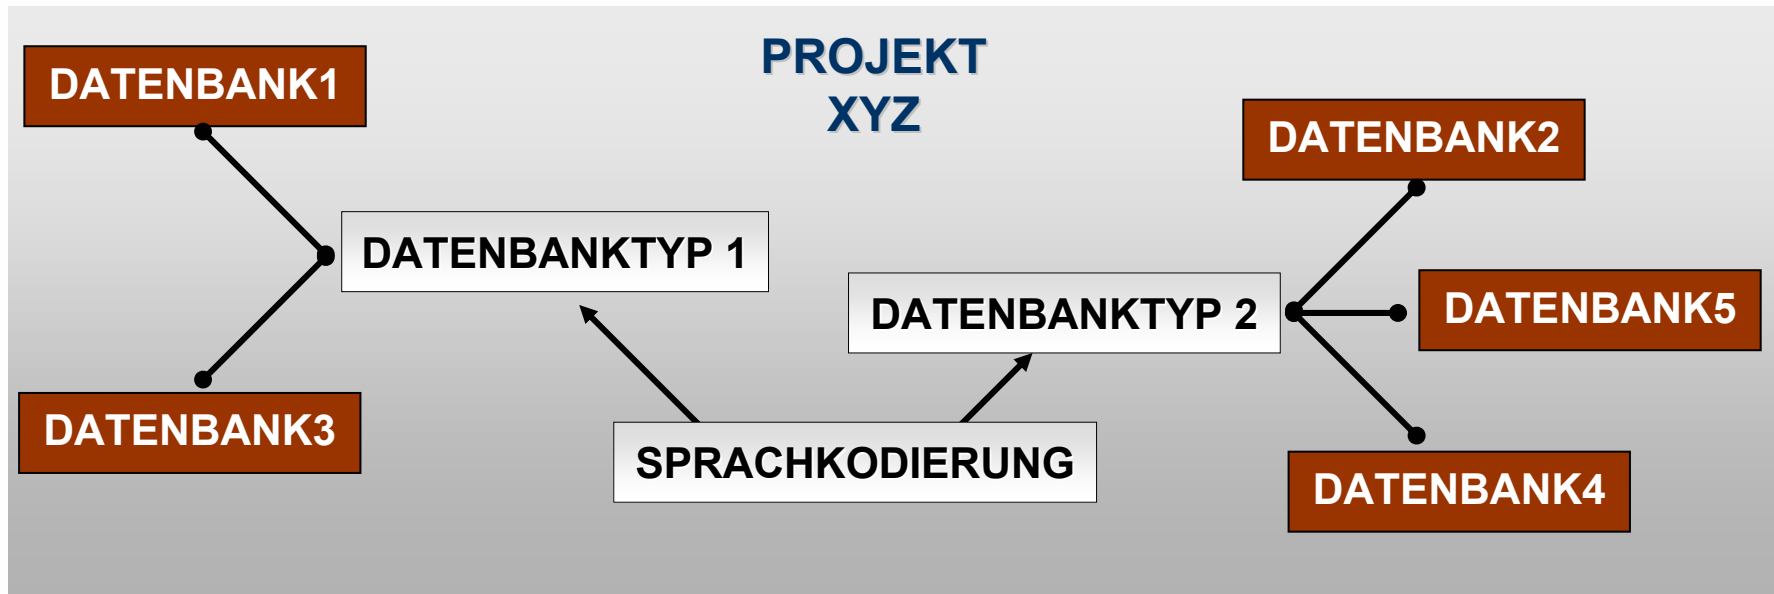 PROJEKT
XYZ
DATENBANK1
DATENBANK2
DATENBANKTYP 1
DATENBANKTYP 2
DATENBANK5
DATENBANK3
SPRACHKODIERUNG
DATENBANK4